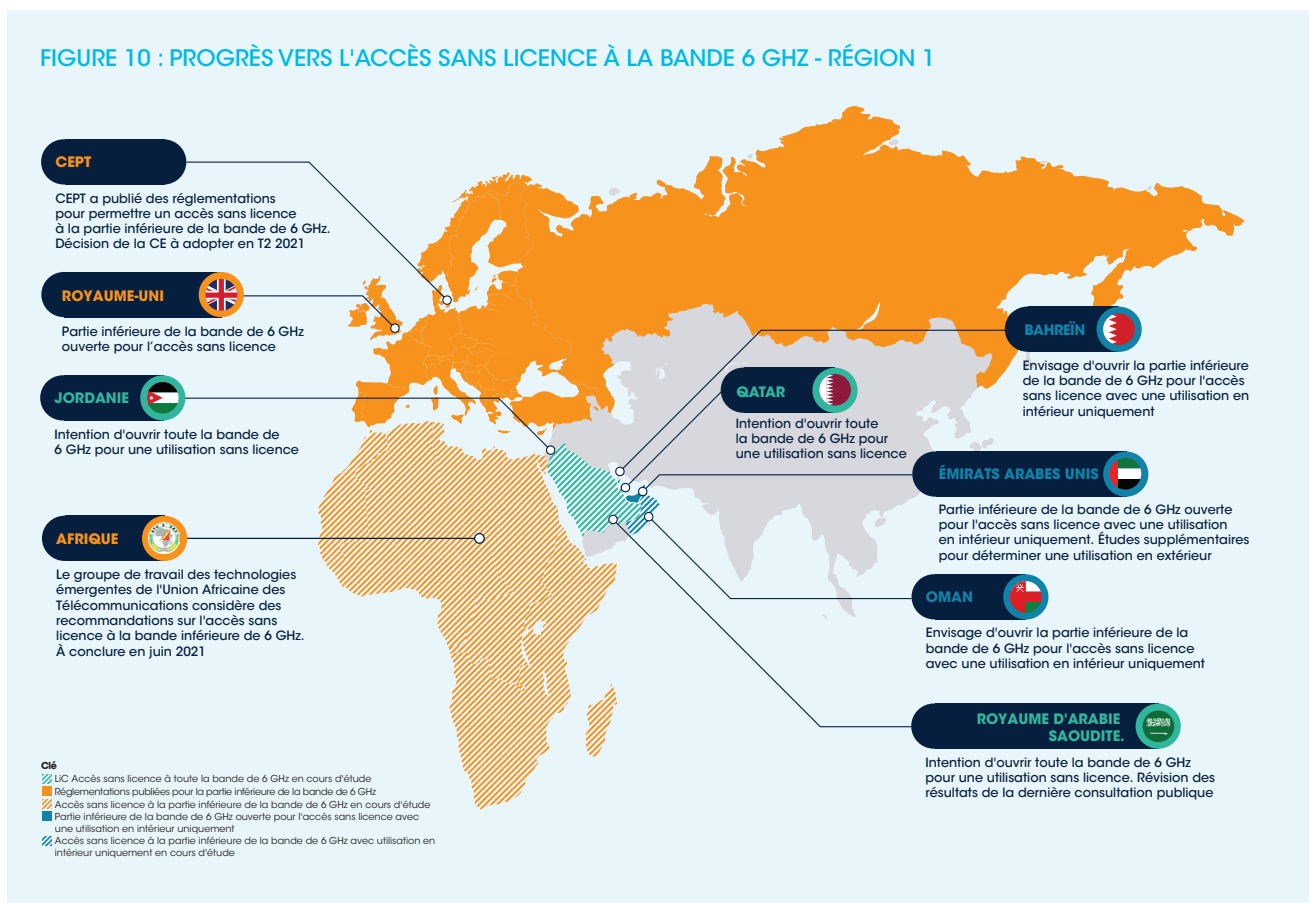 FIGURE 10 : PROGRÈS VERS L'ACCÈS SANS LICENCE À LA BANDE 6 GHZ - RÉGION 1
CEPT
CEPT a publié des réglementations
pour permettre un accès sans licence
à la partie inférieure de la bande de 6 GHz.
Décision de la CE à adopter en T2 2021
ROYAUME-UNI
Partie inférieure de la bande de 6 GHz
ouverte pour l’accès sans licence
JORDANIE
Intention d'ouvrir toute la bande de
6 GHz pour une utilisation sans licence
AFRIQUE
Le groupe de travail des technologies
émergentes de l'Union Africaine des
Télécommunications considère des
recommandations sur l'accès sans
licence à la bande inférieure de 6 GHz.
À conclure en juin 2021
BAHREÏN
Envisage d'ouvrir la partie inférieure
de la bande de 6 GHz pour l'accès
sans licence avec une utilisation en
intérieur uniquement
QATAR
Intention d'ouvrir toute
la bande de 6 GHz pour
une utilisation sans licence
ÉMIRATS ARABES UNIS
Partie inférieure de la bande de 6 GHz ouverte
pour l'accès sans licence avec une utilisation
en intérieur uniquement. Études supplémentaires
pour déterminer une utilisation en extérieur
OMAN
Envisage d'ouvrir la partie inférieure de la
bande de 6 GHz pour l'accès sans licence
avec une utilisation en intérieur uniquement
ROYAUME D'ARABIE
SAOUDITE.
Intention d'ouvrir toute la bande de 6 GHz
pour une utilisation sans licence. Révision des
résultats de la dernière consultation publique
Clé
LiC Accès sans licence à toute la bande de 6 GHz en cours d'étude
Réglementations publiées pour la partie inférieure de la bande de 6 GHz
Accès sans licence à la partie inférieure de la bande de 6 GHz en cours d'étude
Partie inférieure de la bande de 6 GHz ouverte pour l'accès sans licence avec
une utilisation en intérieur uniquement
Accès sans licence à la partie inférieure de la bande de 6 GHz avec utilisation en
intérieur uniquement en cours d'étude